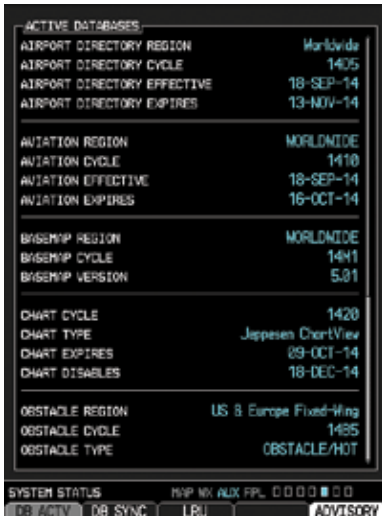 ACTIVE DATABASES
AIRPORT DIRECTORY REGION Worldwide
AIRPORT DIRECTORY CYCLE 14D5
AIRPORT DIRECTORY EFFECTIVE 18-SEP-14
AIRPORT DIRECTORY EXPIRES 13-NOV-14
AVIATION REGION WORLDWIDE
AVIATION CYCLE 1410
AVIATION EFFECTIVE 18-SEP-14
AVIATION EXPIRES 16-OCT-14
BASEMAP REGION WORLDWIDE
BASEMAP CYCLE 14M1
BASEMAP VERSION 5.01
CHART CYCLE 1420
CHART TYPE Jeppesen ChartView
CHART EXPIRES 09-OCT-14
CHART DISABLES 18-DEC-14
OBSTACLE REGION US & Europe Fixed-Wing
OBSTACLE CYCLE 14B5
OBSTACLE TYPE OBSTACLE/HOT
SYSTEM STATUS MAP WX AUX FPL
DB ACTV DB SYNC LRU ADVISORY